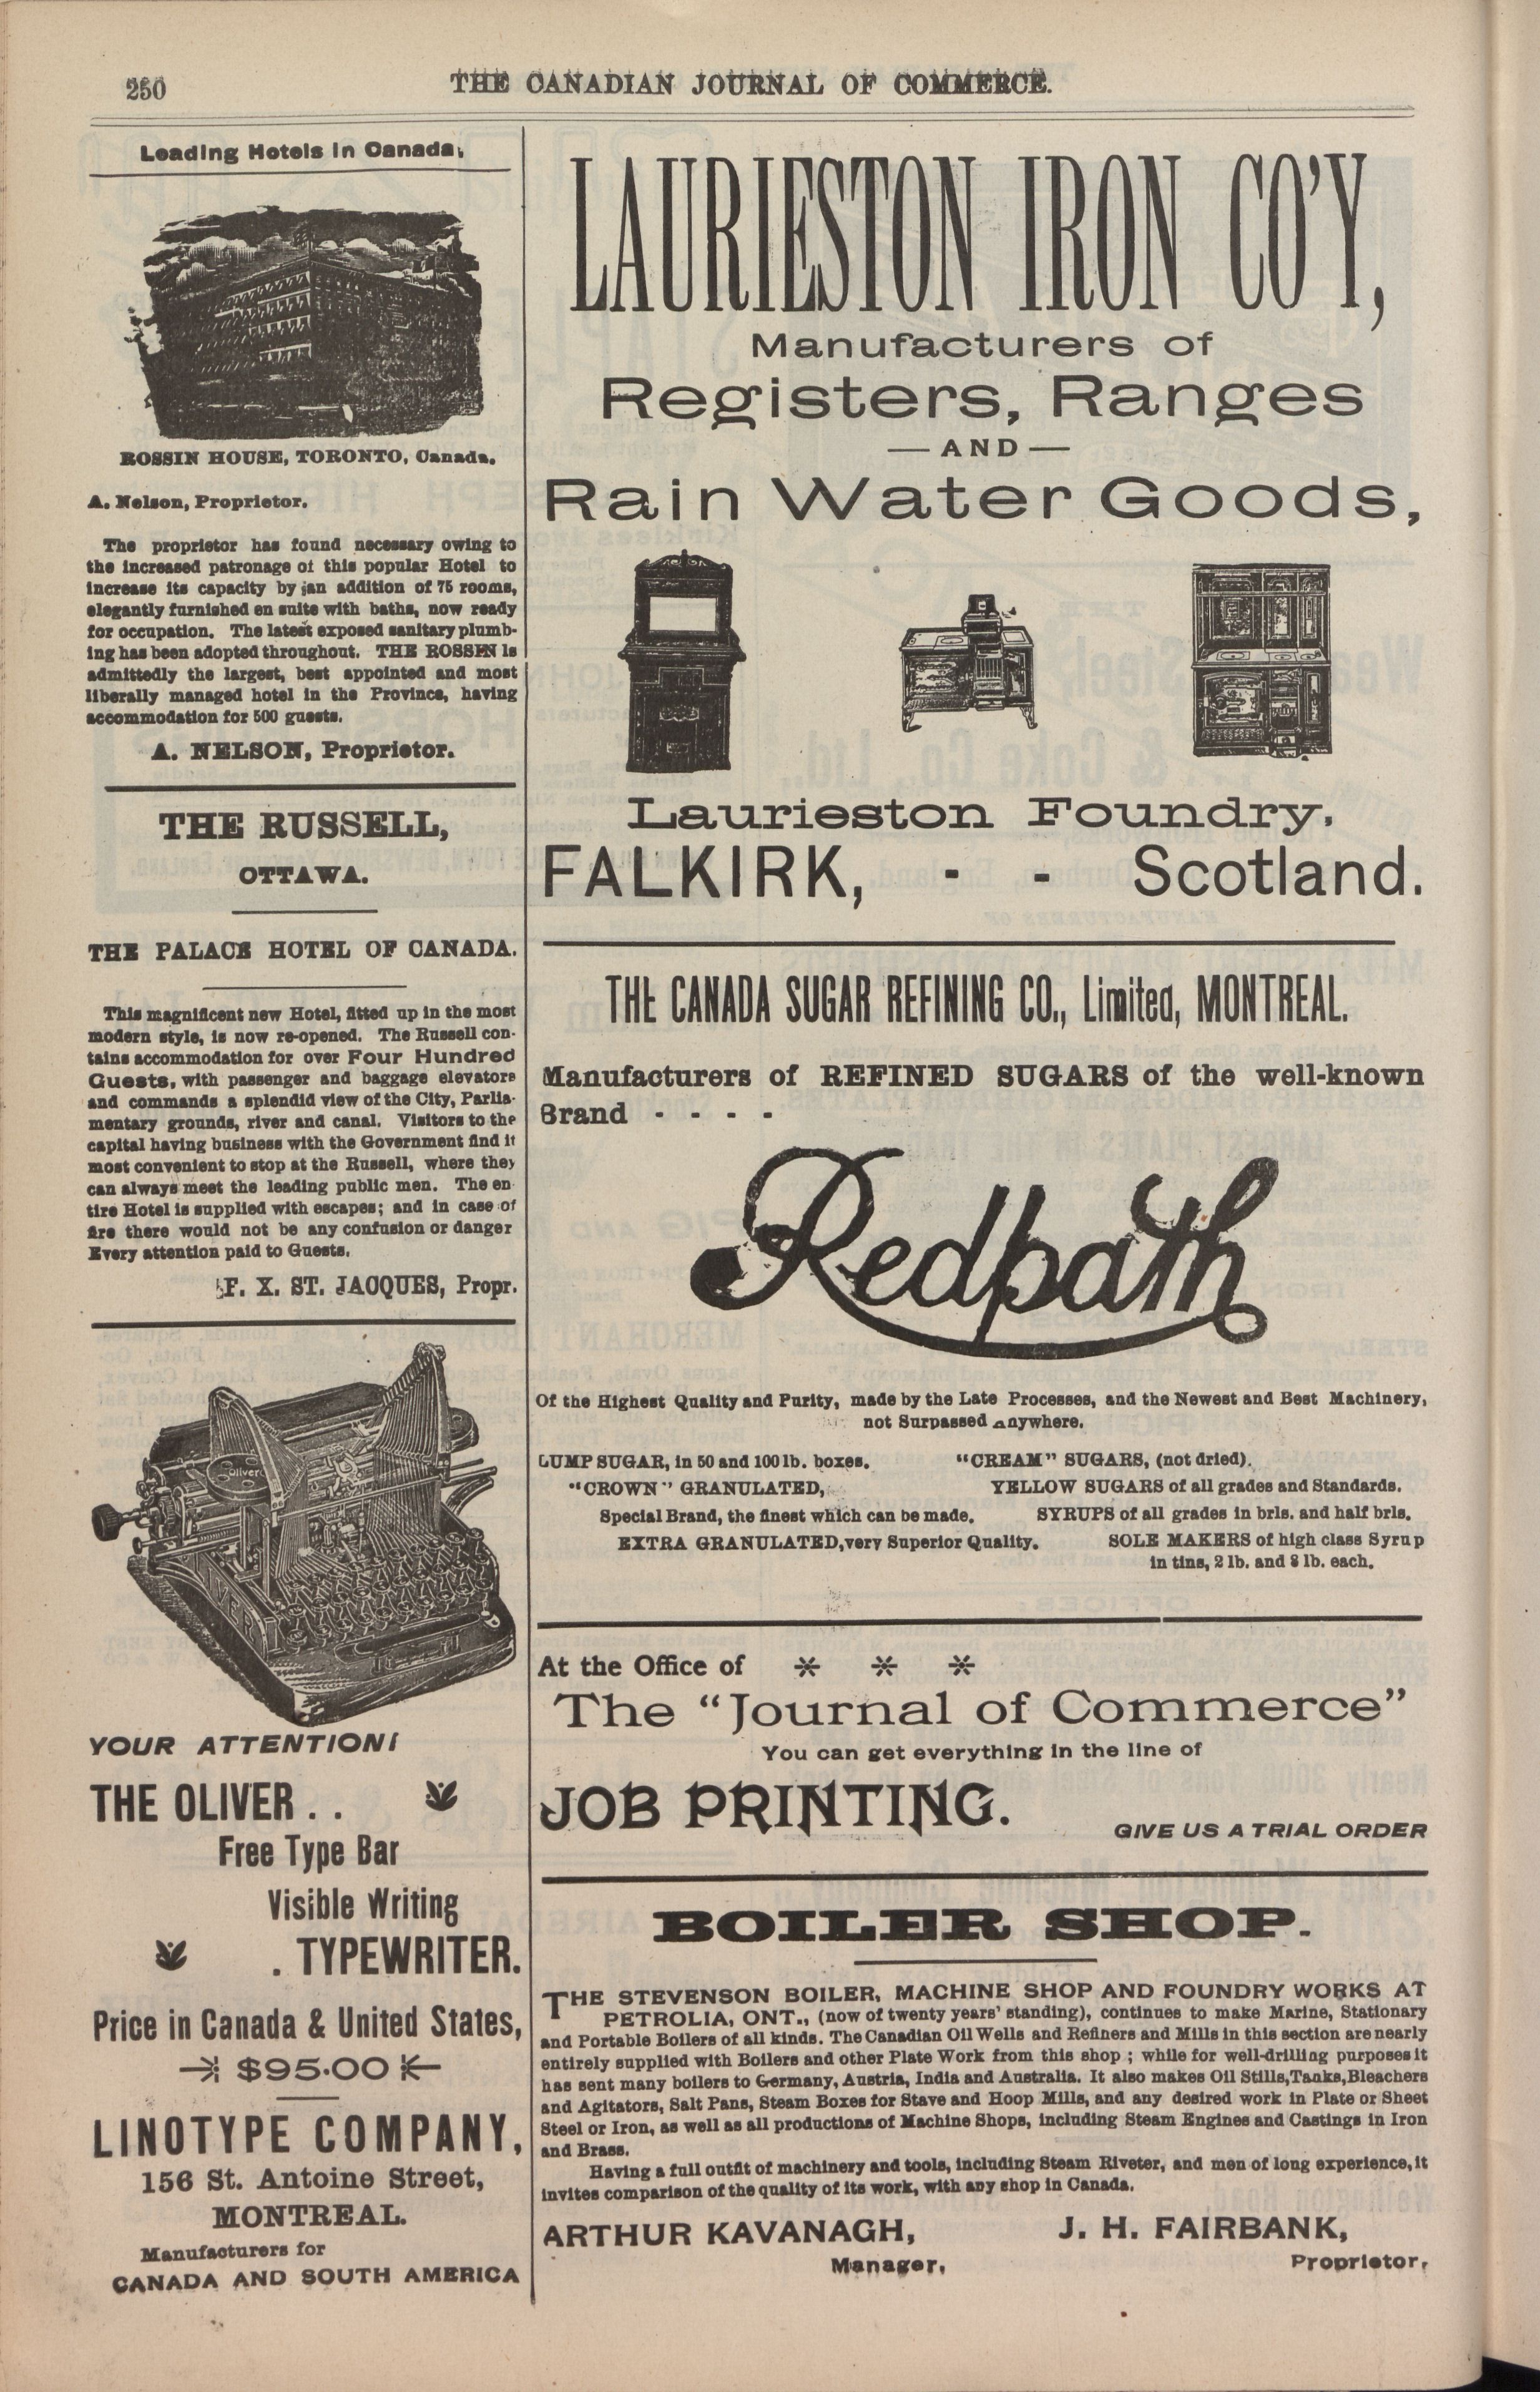 250
THE CANADIAN JOURNAL OF COMMERCE.
Leading Hotels in Canada.
ROSSIN HOUSE, TORONTO, Canada.
A. Nelson, Proprietor.
The proprietor has found necessary owing to
the increased patronage of this popular Hotel to
increase its capacity by an addition of 75 rooms,
elegantly furnished en suite with baths, now ready
for occupation. The latest exposed sanitary plumb-
ing has been adopted throughout. THE ROSSIN is
admittedly the largest, best appointed and most
liberally managed hotel in the Province, having
accommodation for 500 guests.
A. NELSON, Proprietor.
THE RUSSELL,
OTTAWA.
THE PALACE HOTEL OF CANADA.
This magnificent new Hotel, fitted up in the most
modern style, is now re-opened. The Russell con-
tains accommodation for over Four Hundred
Guests, with passenger and baggage elevators
and commands a splendid view of the City, Parlia-
mentary grounds, river and canal. Visitors to the
capital having business with the Government find it
most convenient to stop at the Russell, where they
can always meet the leading public men. The en
tire Hotel is supplied with escapes; and in case of
fire there would not be any confusion or danger
Every attention paid to Guests.
F. X. ST. JACQUES, Propr.
Oliver
OLIVER
YOUR ATTENTION!
THE OLIVER . .
Free Type Bar
Visible Writing
. TYPEWRITER.
Price in Canada & United States,
$95.00
LINOTYPE COMPANY,
156 St. Antoine Street,
MONTREAL.
Manufacturers for
CANADA AND SOUTH AMERICA
LAURIESTON IRON CO'Y,
Manufacturers of
Registers, Ranges
— AND —
Rain Water Goods,
Laurieston Foundry,
FALKIRK, - - Scotland.
THE CANADA SUGAR REFINING CO., Limited, MONTREAL.
Manufacturers of REFINED SUGARS of the well-known
Brand - - - -
Redpath
Of the Highest Quality and Purity, made by the Late Processes, and the Newest and Best Machinery,
not Surpassed Anywhere.
LUMP SUGAR, in 50 and 100 lb. boxes.
"CROWN" GRANULATED,
Special Brand, the finest which can be made.
EXTRA GRANULATED, very Superior Quality.
"CREAM" SUGARS, (not dried).
YELLOW SUGARS of all grades and Standards.
SYRUPS of all grades in brls. and half brls.
SOLE MAKERS of high class Syrup
in tins, 2 lb. and 8 lb. each.
At the Office of * * *
The "Journal of Commerce"
You can get everything in the line of
JOB PRINTING.
GIVE US A TRIAL ORDER
BOILER SHOP.
THE STEVENSON BOILER, MACHINE SHOP AND FOUNDRY WORKS AT
PETROLIA, ONT., (now of twenty years' standing), continues to make Marine, Stationary
and Portable Boilers of all kinds. The Canadian Oil Wells and Refiners and Mills in this section are nearly
entirely supplied with Boilers and other Plate Work from this shop ; while for well-drilling purposes it
has sent many boilers to Germany, Austria, India and Australia. It also makes Oil Stills, Tanks, Bleachers
and Agitators, Salt Pans, Steam Boxes for Stave and Hoop Mills, and any desired work in Plate or Sheet
Steel or Iron, as well as all productions of Machine Shops, including Steam Engines and Castings in Iron
and Brass.
Having a full outfit of machinery and tools, including Steam Riveter, and men of long experience, it
invites comparison of the quality of its work, with any shop in Canada.
ARTHUR KAVANAGH,
Manager,
J. H. FAIRBANK,
Proprietor,